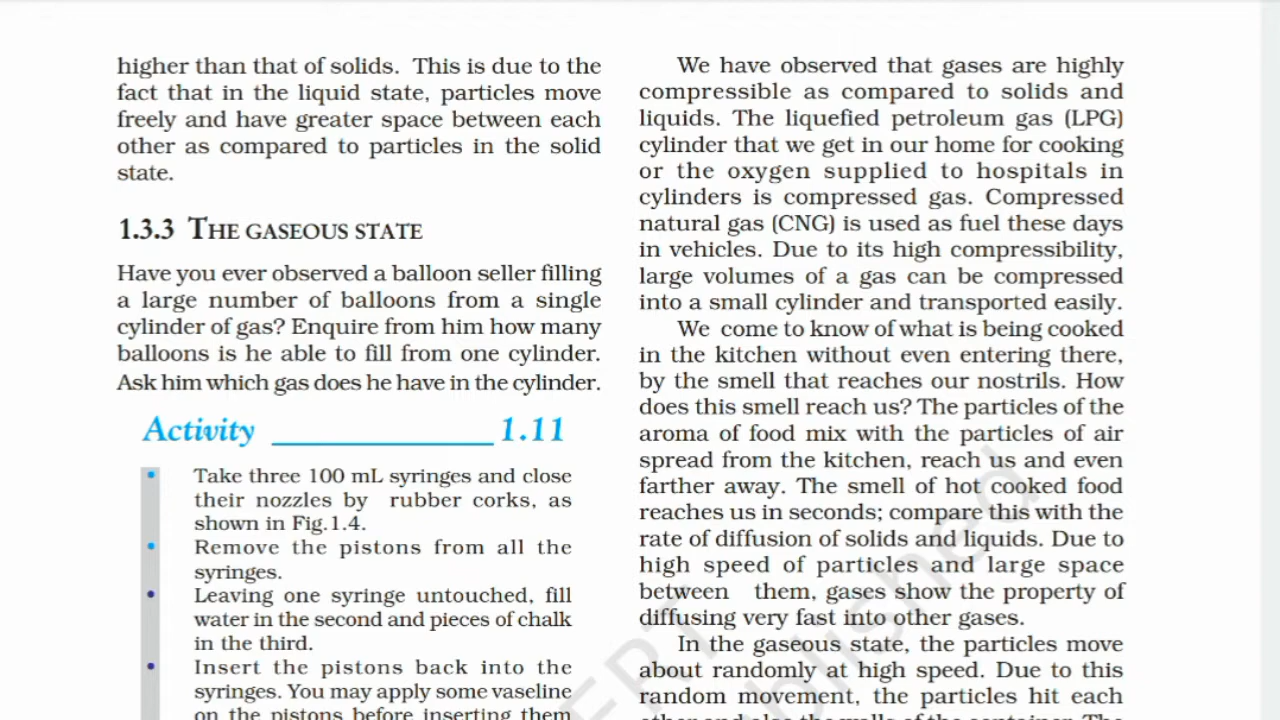 higher than that of solids. This is due to the
fact that in the liquid state, particles move
freely and have greater space between each
other as compared to particles in the solid
state.
1.3.3 THE GASEOUS STATE
Have you ever observed a balloon seller filling
a large number of balloons from a single
cylinder of gas? Enquire from him how many
balloons is he able to fill from one cylinder.
Ask him which gas does he have in the cylinder.
Activity ______________ 1.11
• Take three 100 mL syringes and close
their nozzles by rubber corks, as
shown in Fig.1.4.
• Remove the pistons from all the
syringes.
• Leaving one syringe untouched, fill
water in the second and pieces of chalk
in the third.
• Insert the pistons back into the
syringes. You may apply some vaseline
on the pistons before inserting them
We have observed that gases are highly
compressible as compared to solids and
liquids. The liquefied petroleum gas (LPG)
cylinder that we get in our home for cooking
or the oxygen supplied to hospitals in
cylinders is compressed gas. Compressed
natural gas (CNG) is used as fuel these days
in vehicles. Due to its high compressibility,
large volumes of a gas can be compressed
into a small cylinder and transported easily.
We come to know of what is being cooked
in the kitchen without even entering there,
by the smell that reaches our nostrils. How
does this smell reach us? The particles of the
aroma of food mix with the particles of air
spread from the kitchen, reach us and even
farther away. The smell of hot cooked food
reaches us in seconds; compare this with the
rate of diffusion of solids and liquids. Due to
high speed of particles and large space
between them, gases show the property of
diffusing very fast into other gases.
In the gaseous state, the particles move
about randomly at high speed. Due to this
random movement, the particles hit each
other and also the walls of the container. The